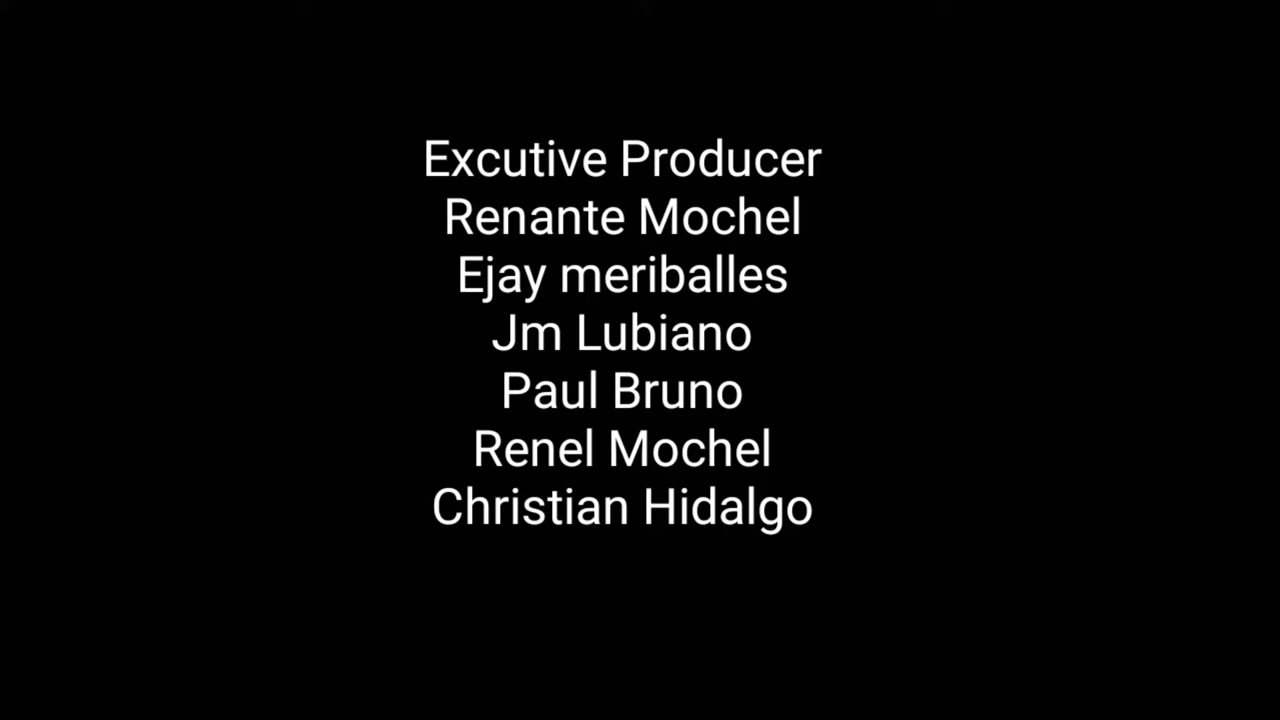 Excutive Producer
Renante Mochel
Ejay meriballes
Jm Lubiano
Paul Bruno
Renel Mochel
Christian Hidalgo